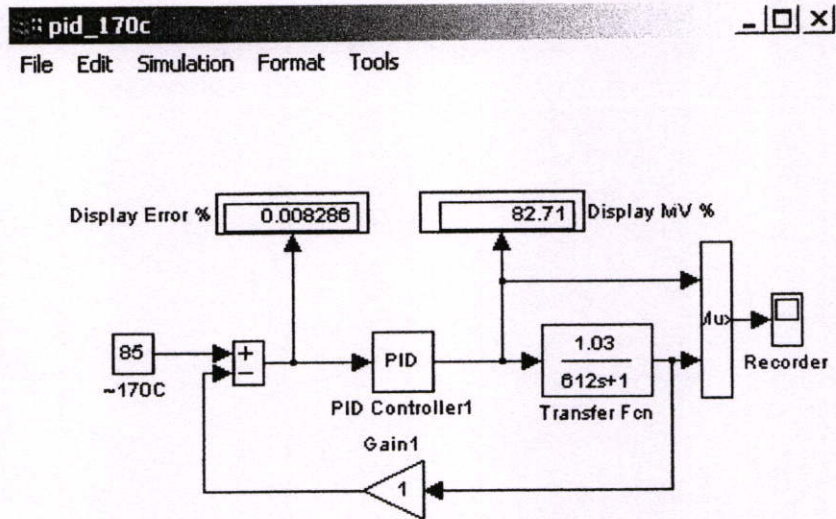 pid_170c
File Edit Simulation Format Tools
Display Error %
0.008286
82.71
Display MV %
85
~170C
+
−
PID
PID Controller1
1.03
612s+1
Transfer Fcn
Mux
Recorder
Gain1
1